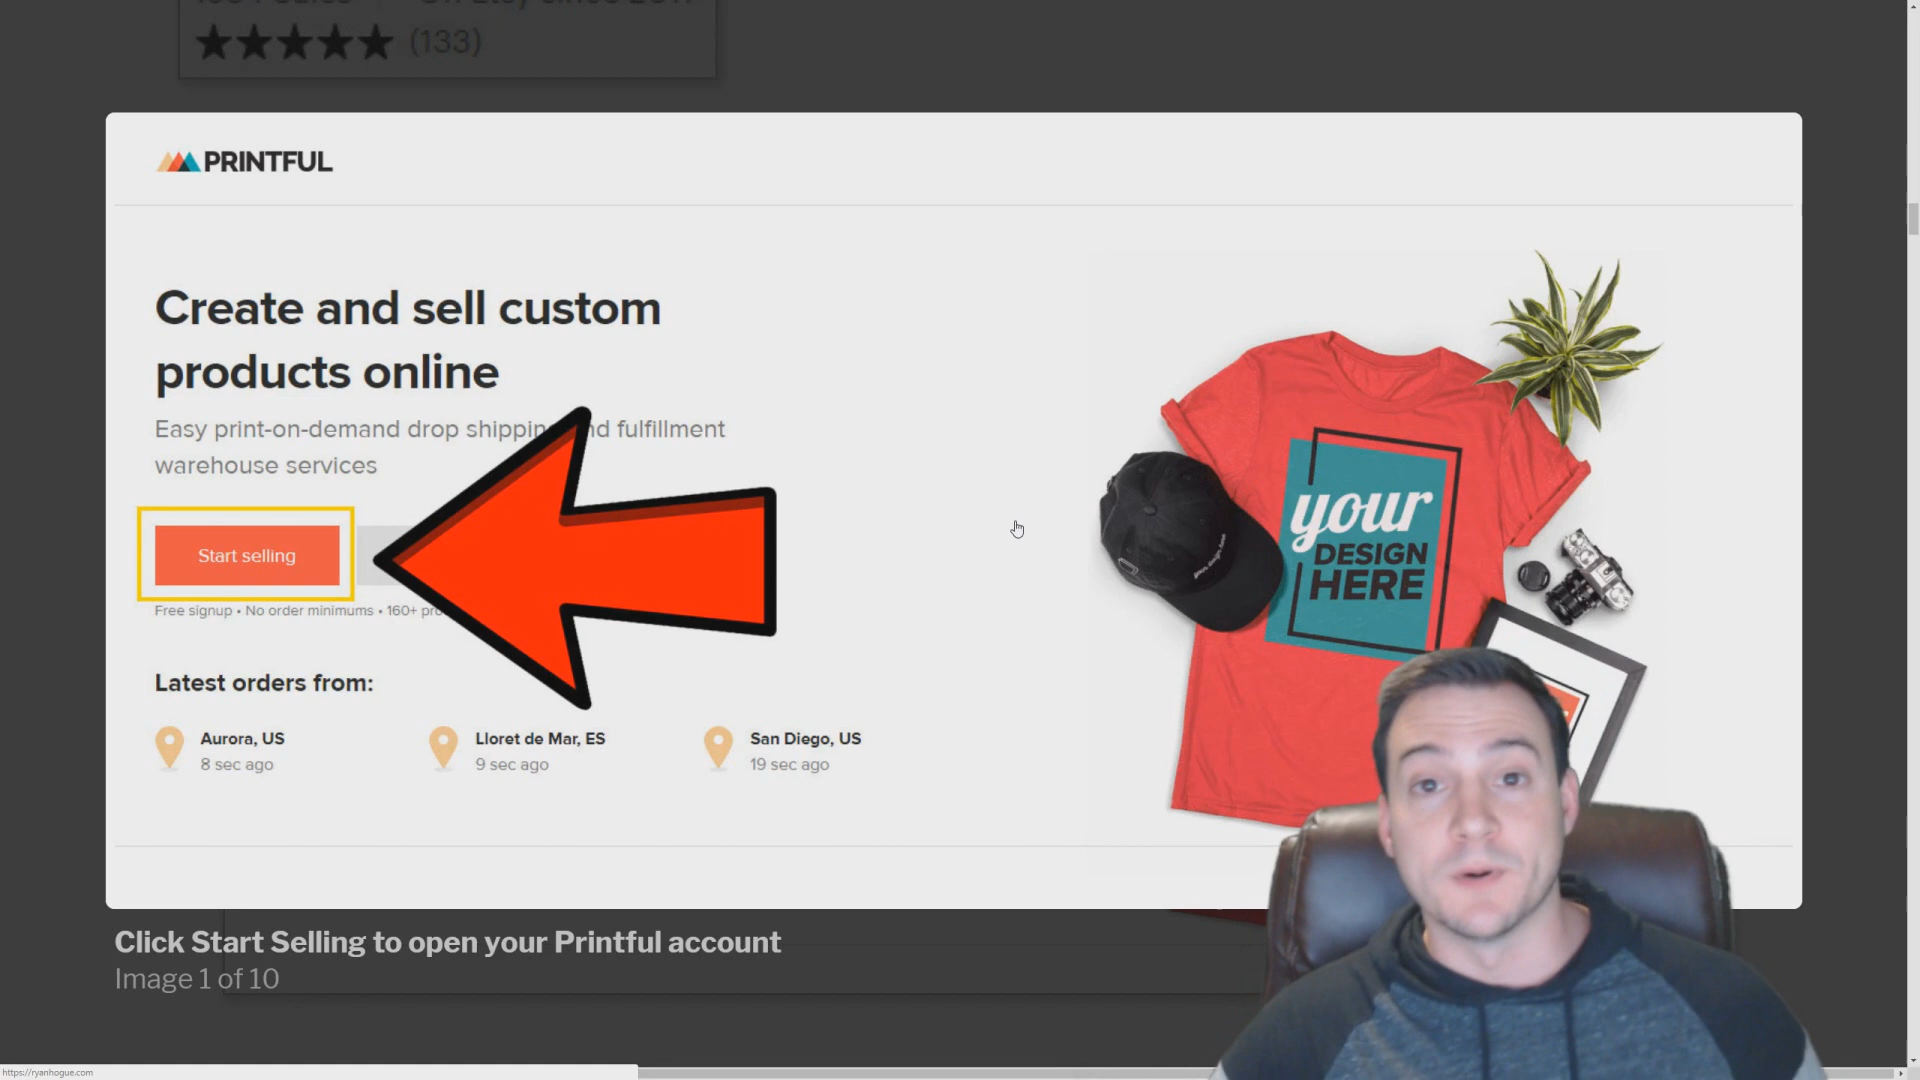 (133)
PRINTFUL
Create and sell custom
products online
Easy print-on-demand drop shipping and fulfillment
warehouse services
Start selling
Free signup • No order minimums • 160+
Latest orders from:
Aurora, US
8 sec ago
Lloret de Mar, ES
9 sec ago
San Diego, US
19 sec ago
your
DESIGN
HERE
Click Start Selling to open your Printful account
Image 1 of 10
https://ryanhogue.com